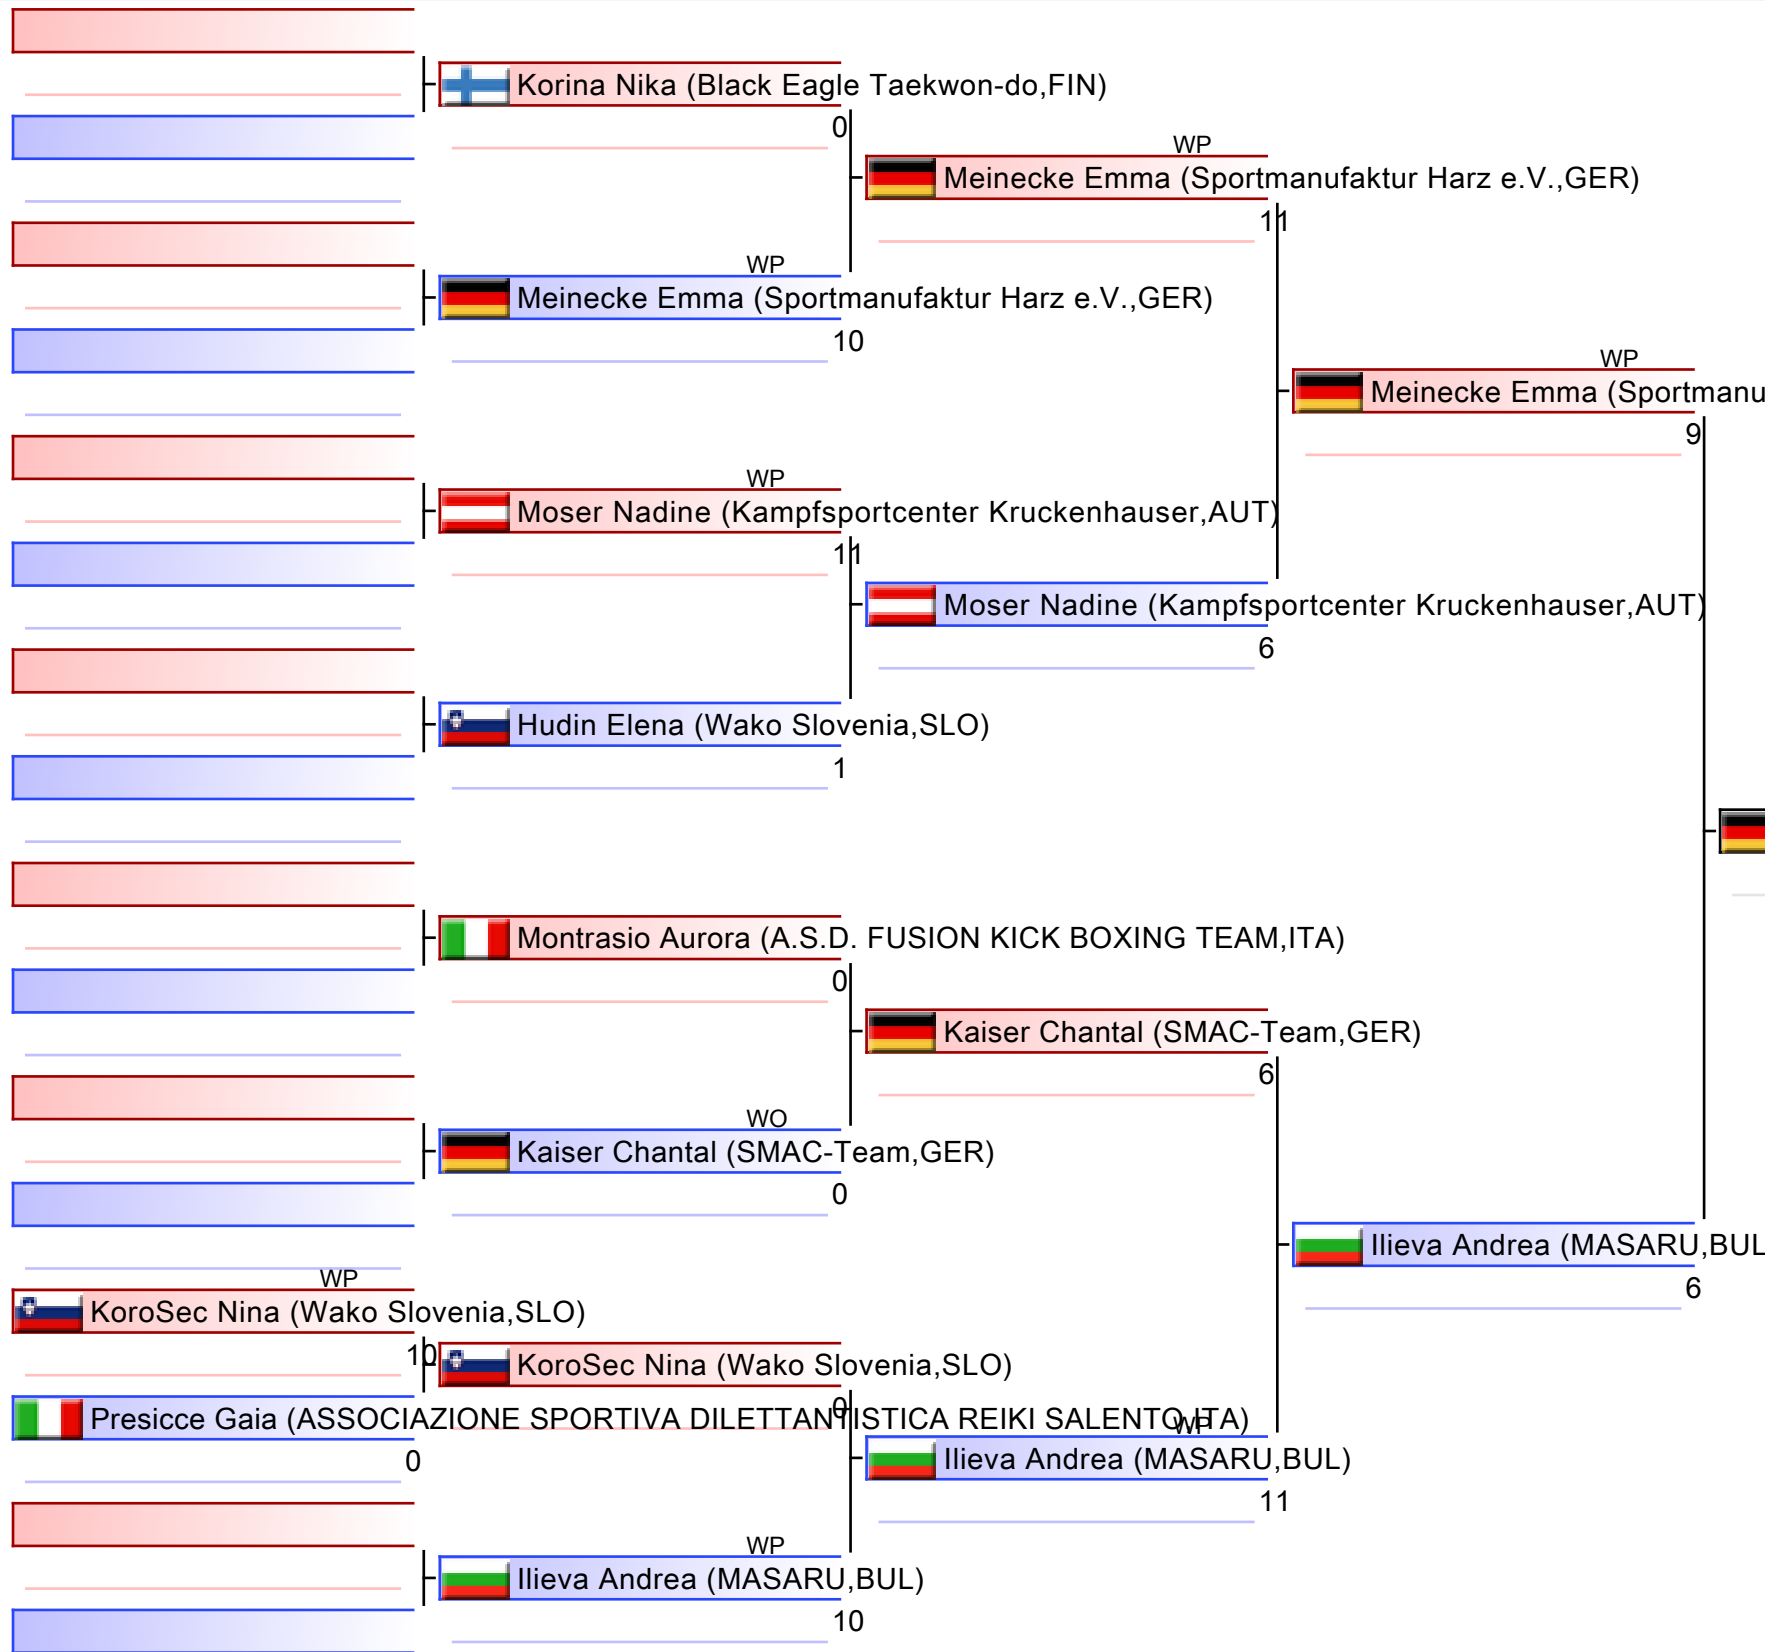 Korina Nika (Black Eagle Taekwon-do,FIN)
0
WP
Meinecke Emma (Sportmanufaktur Harz e.V.,GER)
11
WP
Meinecke Emma (Sportmanufaktur Harz e.V.,GER)
10
WP
Meinecke Emma (Sportmanu
9
WP
Moser Nadine (Kampfsportcenter Kruckenhauser,AUT)
11
Moser Nadine (Kampfsportcenter Kruckenhauser,AUT)
6
Hudin Elena (Wako Slovenia,SLO)
1
Montrasio Aurora (A.S.D. FUSION KICK BOXING TEAM,ITA)
0
Kaiser Chantal (SMAC-Team,GER)
6
WO
Kaiser Chantal (SMAC-Team,GER)
0
Ilieva Andrea (MASARU,BUL
6
WP
KoroSec Nina (Wako Slovenia,SLO)
10
KoroSec Nina (Wako Slovenia,SLO)
0
Presicce Gaia (ASSOCIAZIONE SPORTIVA DILETTANTISTICA REIKI SALENTO,ITA)
0
WP
Ilieva Andrea (MASARU,BUL)
11
WP
Ilieva Andrea (MASARU,BUL)
10